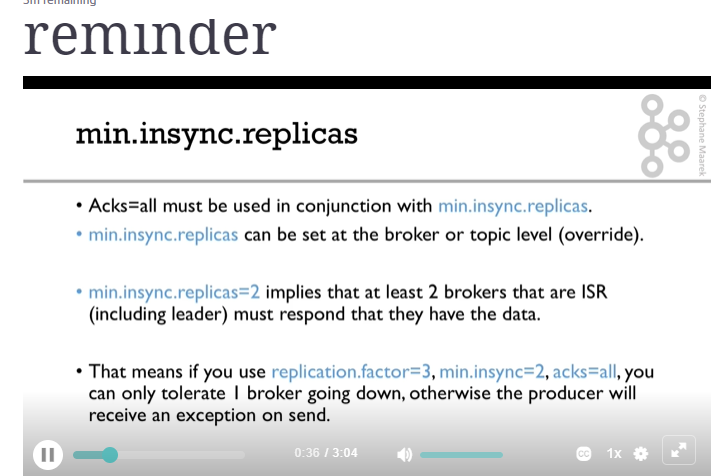 3m remaining
reminder
min.insync.replicas
© Stephane Maarek
• Acks=all must be used in conjunction with min.insync.replicas.
• min.insync.replicas can be set at the broker or topic level (override).
• min.insync.replicas=2 implies that at least 2 brokers that are ISR
(including leader) must respond that they have the data.
• That means if you use replication.factor=3, min.insync=2, acks=all, you
can only tolerate 1 broker going down, otherwise the producer will
receive an exception on send.
0:36 / 3:04
CC
1x